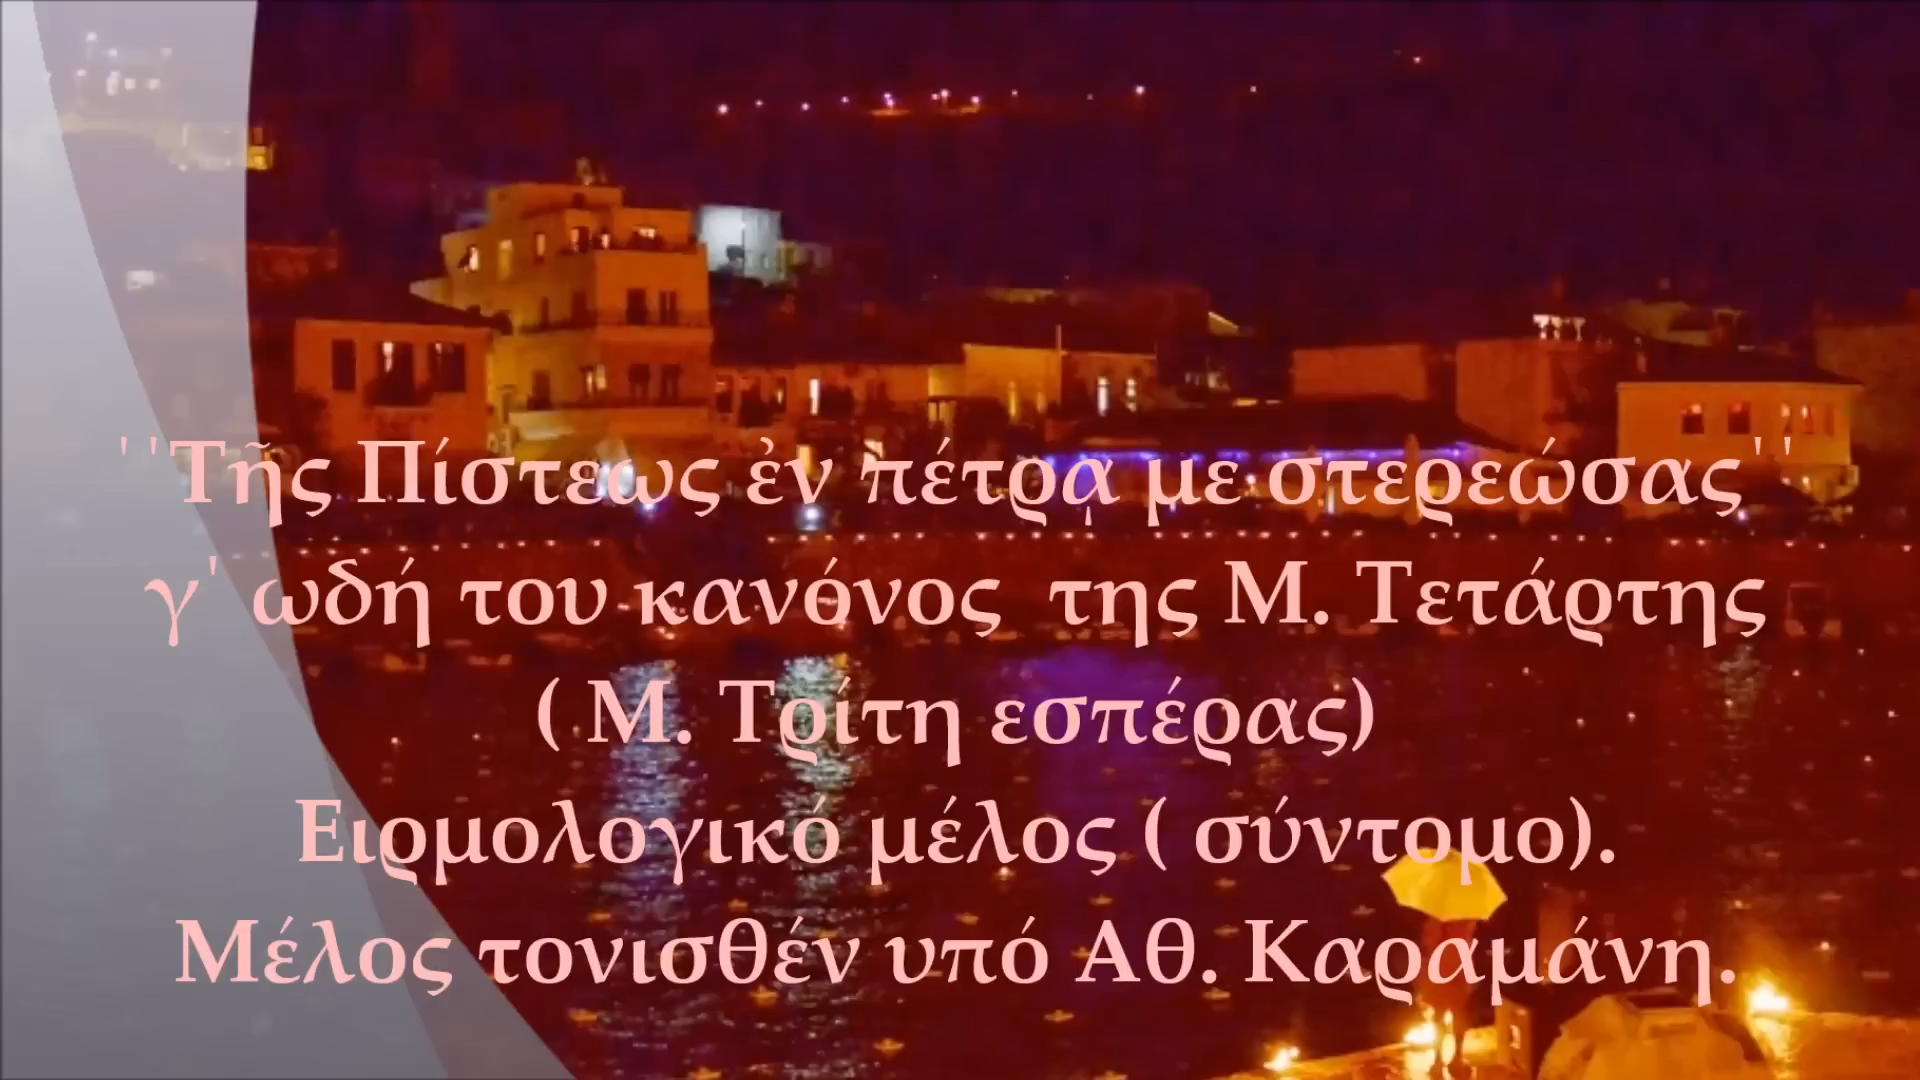 ΄΄Τῆς Πίστεως ἐν πέτρᾳ με στερεώσας΄΄
γ΄ ωδή του κανόνος της Μ. Τετάρτης
( Μ. Τρίτη εσπέρας)
Ειρμολογικό μέλος ( σύντομο).
Μέλος τονισθέν υπό Αθ. Καραμάνη.